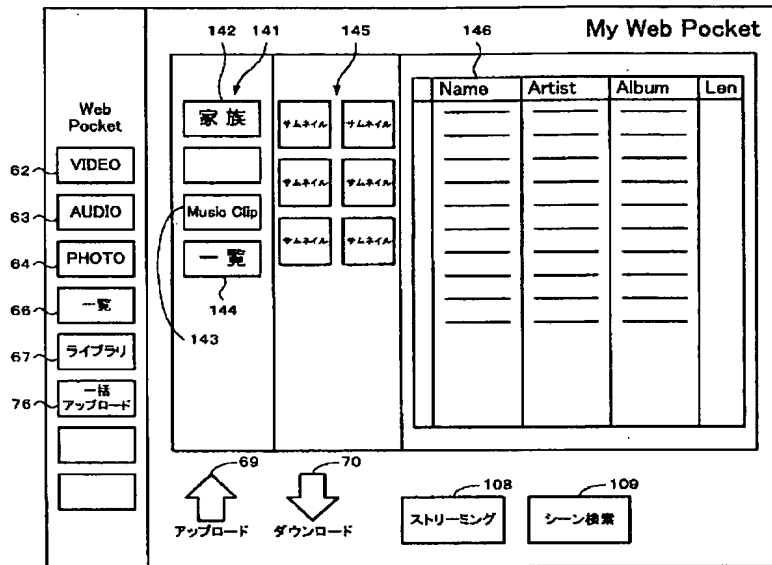 My Web Pocket
142
141
145
146
Web
Pocket
62
VIDEO
63
AUDIO
64
PHOTO
66
一覧
67
ライブラリ
76
一括
アップロード
家族
Music Clip
一覧
144
143
サムネイル
サムネイル
サムネイル
サムネイル
サムネイル
サムネイル
Name
Artist
Album
Len
69
アップロード
70
ダウンロード
108
ストリーミング
109
シーン検索